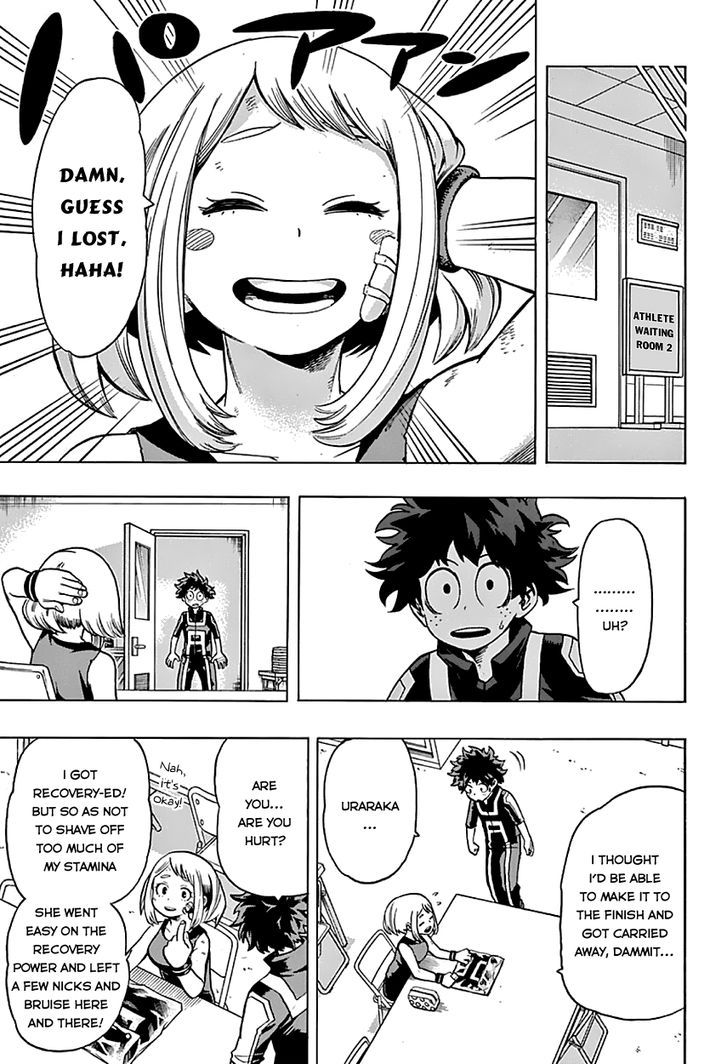 ATHLETE
WAITING
ROOM 2
パアアン
DAMN,
GUESS
I LOST,
HAHA!
.........
.........
UH?
I THOUGHT
I'D BE ABLE
TO MAKE IT TO
THE FINISH AND
GOT CARRIED
AWAY, DAMMIT...
URARAKA
...
ARE
YOU...
ARE YOU
HURT?
Nah,
it's
Okay!
I GOT
RECOVERY-ED!
BUT SO AS NOT
TO SHAVE OFF
TOO MUCH OF
MY STAMINA
SHE WENT
EASY ON THE
RECOVERY
POWER AND LEFT
A FEW NICKS AND
BRUISE HERE
AND THERE!